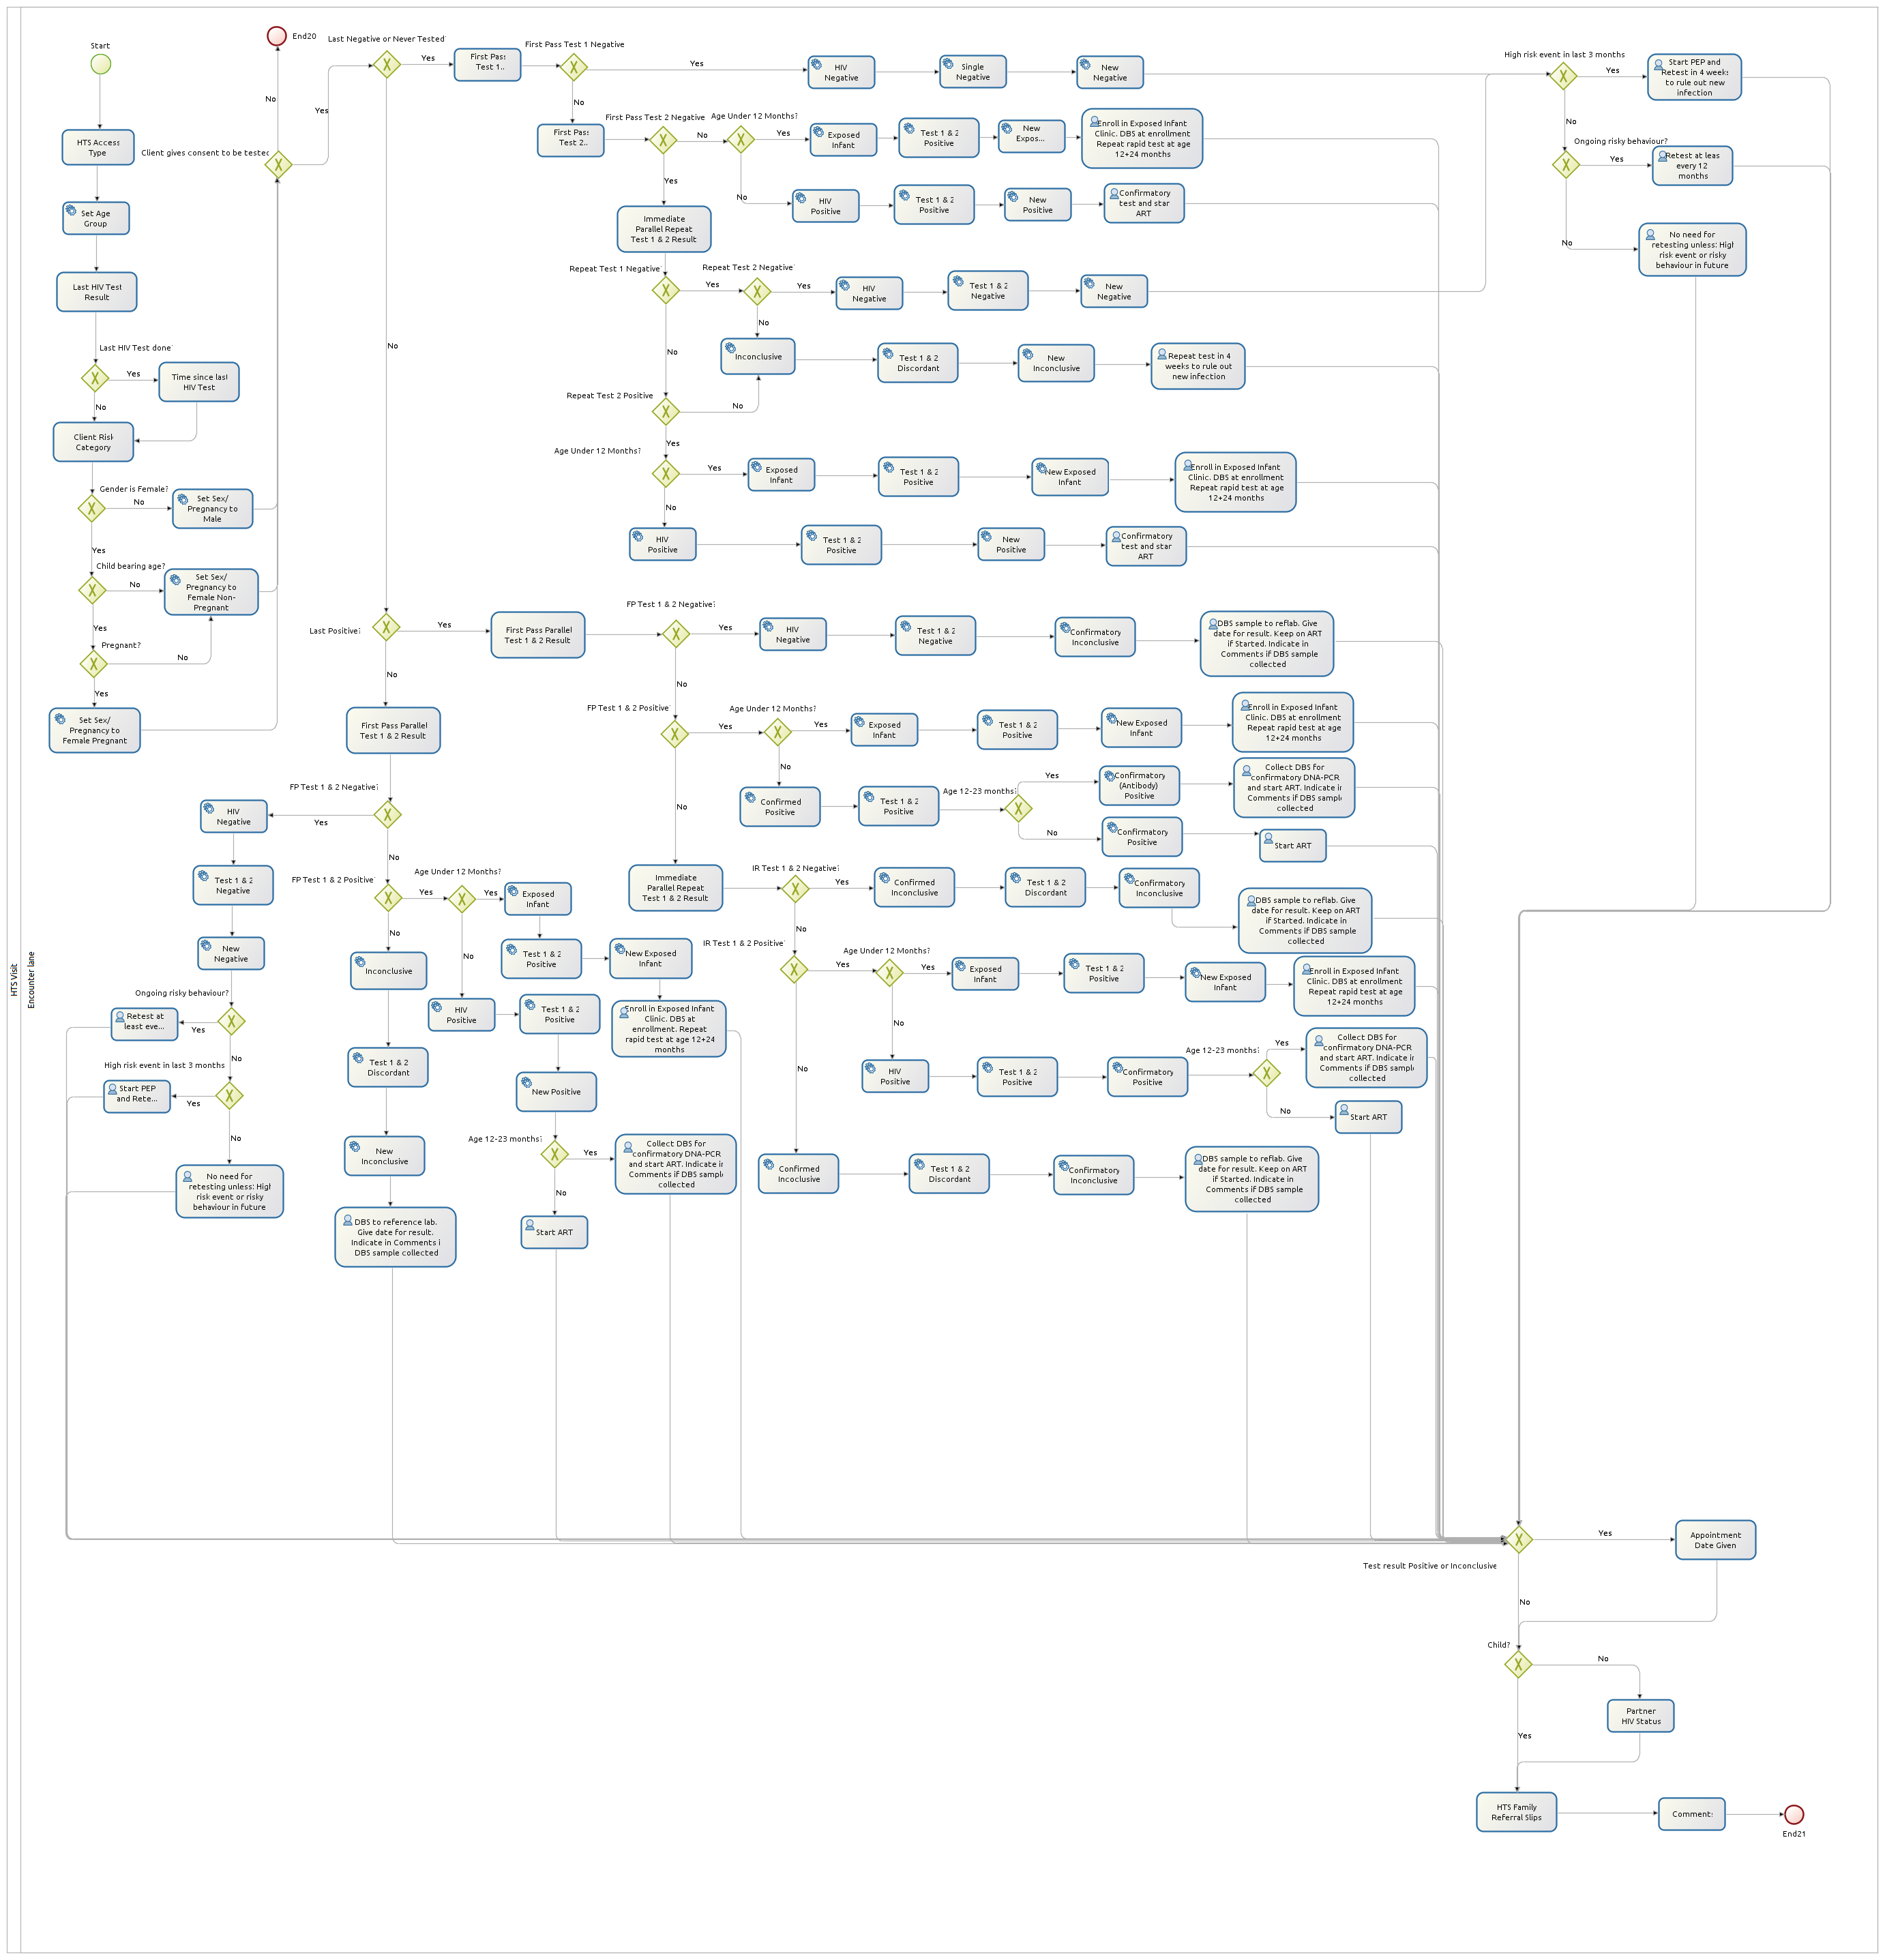 HTS Visit
Encounter lane
Start
HTS Access
Type
Set Age
Group
Last HIV Test
Result
Last HIV Test done
Yes
Time since last
HIV Test
No
Client Risk
Category
Gender is Female?
No
Set Sex/
Pregnancy to
Male
Yes
Child bearing age?
No
Set Sex/
Pregnancy to
Female Non-
Pregnant
Yes
Pregnant?
No
Yes
Set Sex/
Pregnancy to
Female Pregnant
Client gives consent to be tested
No
End20
Yes
Last Negative or Never Tested
Yes
First Pass
Test 1..
First Pass Test 1 Negative
Yes
HIV
Negative
Single
Negative
New
Negative
No
First Pass
Test 2..
First Pass Test 2 Negative
No
Age Under 12 Months?
Yes
Exposed
Infant
Test 1 & 2
Positive
New
Expos...
Enroll in Exposed Infant
Clinic. DBS at enrollment
Repeat rapid test at age
12+24 months
No
HIV
Positive
Test 1 & 2
Positive
New
Positive
Confirmatory
test and star
ART
Yes
Immediate
Parallel Repeat
Test 1 & 2 Result
Repeat Test 1 Negative
Yes
Repeat Test 2 Negative
Yes
HIV
Negative
Test 1 & 2
Negative
New
Negative
No
Inconclusive
Test 1 & 2
Discordant
New
Inconclusive
Repeat test in 4
weeks to rule out
new infection
No
Repeat Test 2 Positive
No
Yes
Age Under 12 Months?
Yes
Exposed
Infant
Test 1 & 2
Positive
New Exposed
Infant
Enroll in Exposed Infant
Clinic. DBS at enrollment
Repeat rapid test at age
12+24 months
No
HIV
Positive
Test 1 & 2
Positive
New
Positive
Confirmatory
test and star
ART
High risk event in last 3 months
Yes
Start PEP and
Retest in 4 weeks
to rule out new
infection
No
Ongoing risky behaviour?
Yes
Retest at leas
every 12
months
No
No need for
retesting unless: High
risk event or risky
behaviour in future
No
Last Positive?
Yes
First Pass Parallel
Test 1 & 2 Result
FP Test 1 & 2 Negative?
Yes
HIV
Negative
Test 1 & 2
Negative
Confirmatory
Inconclusive
DBS sample to reflab. Give
date for result. Keep on ART
if Started. Indicate in
Comments if DBS sample
collected
No
FP Test 1 & 2 Positive
Yes
Age Under 12 Months?
Yes
Exposed
Infant
Test 1 & 2
Positive
New Exposed
Infant
Enroll in Exposed Infant
Clinic. DBS at enrollment
Repeat rapid test at age
12+24 months
No
Confirmed
Positive
Test 1 & 2
Positive
Age 12-23 months?
Yes
Confirmatory
(Antibody)
Positive
Collect DBS for
confirmatory DNA-PCR
and start ART. Indicate in
Comments if DBS sample
collected
No
Confirmatory
Positive
Start ART
No
Immediate
Parallel Repeat
Test 1 & 2 Result
IR Test 1 & 2 Negative?
Yes
Confirmed
Inconclusive
Test 1 & 2
Discordant
Confirmatory
Inconclusive
DBS sample to reflab. Give
date for result. Keep on ART
if Started. Indicate in
Comments if DBS sample
collected
No
IR Test 1 & 2 Positive
Yes
Age Under 12 Months?
Yes
Exposed
Infant
Test 1 & 2
Positive
New Exposed
Infant
Enroll in Exposed Infant
Clinic. DBS at enrollment
Repeat rapid test at age
12+24 months
No
HIV
Positive
Test 1 & 2
Positive
Confirmatory
Positive
Age 12-23 months?
Yes
Collect DBS for
confirmatory DNA-PCR
and start ART. Indicate in
Comments if DBS sample
collected
No
Start ART
No
Confirmed
Incoclusive
Test 1 & 2
Discordant
Confirmatory
Inconclusive
DBS sample to reflab. Give
date for result. Keep on ART
if Started. Indicate in
Comments if DBS sample
collected
No
First Pass Parallel
Test 1 & 2 Result
FP Test 1 & 2 Negative?
Yes
HIV
Negative
Test 1 & 2
Negative
New
Negative
Ongoing risky behaviour?
Yes
Retest at
least eve...
No
High risk event in last 3 months
Yes
Start PEP
and Rete...
No
No need for
retesting unless: High
risk event or risky
behaviour in future
No
FP Test 1 & 2 Positive
Yes
Age Under 12 Months?
Yes
Exposed
Infant
Test 1 & 2
Positive
New Exposed
Infant
Enroll in Exposed Infant
Clinic. DBS at
enrollment. Repeat
rapid test at age 12+24
months
No
HIV
Positive
Test 1 & 2
Positive
New Positive
Age 12-23 months?
Yes
Collect DBS for
confirmatory DNA-PCR
and start ART. Indicate in
Comments if DBS sample
collected
No
Start ART
No
Inconclusive
Test 1 & 2
Discordant
New
Inconclusive
DBS to reference lab.
Give date for result.
Indicate in Comments i
DBS sample collected
Test result Positive or Inconclusive
Yes
Appointment
Date Given
No
Child?
No
Partner
HIV Status
Yes
HTS Family
Referral Slips
Comments
End21